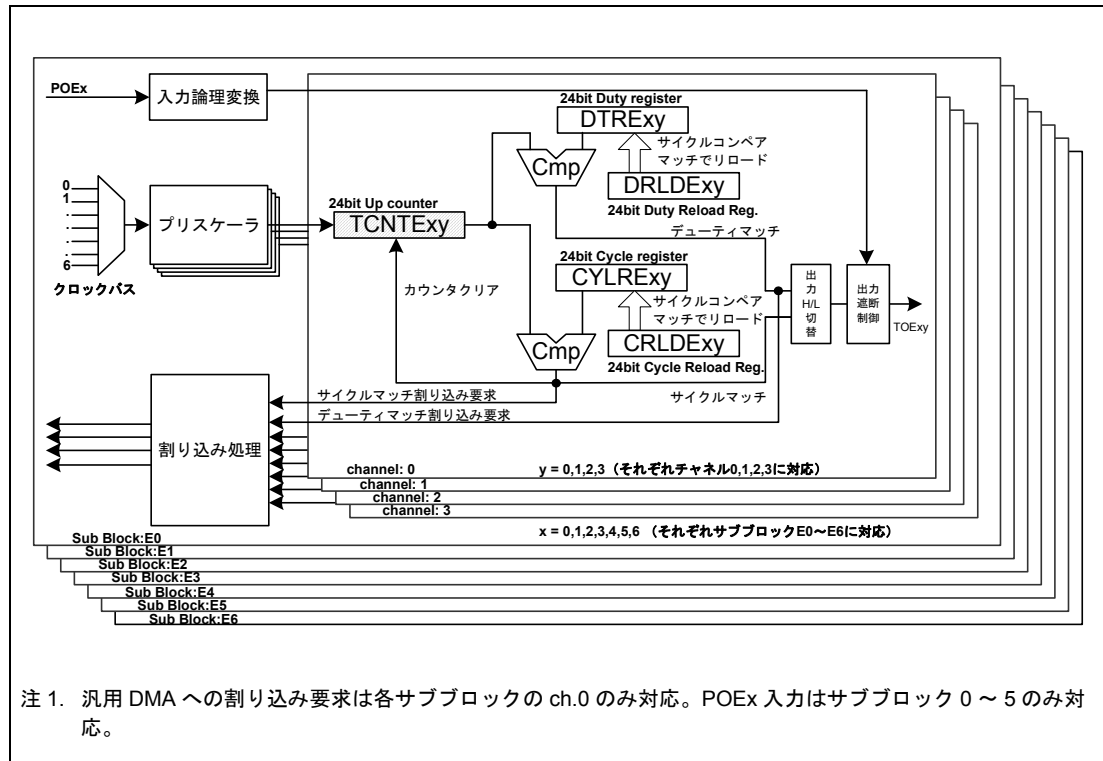 POEx
入力論理変換
24bit Duty register
DTRExy
サイクルコンペア
マッチでリロード
Cmp
DRLDExy
24bit Duty Reload Reg.
0
1
.
.
.
.
6
クロックバス
プリスケーラ
24bit Up counter
TCNTExy
デューティマッチ
24bit Cycle register
CYLRExy
カウンタクリア
サイクルコンペア
マッチでリロード
Cmp
CRLDExy
24bit Cycle Reload Reg.
出
力
H/L
切
替
出力
遮断
制御
TOExy
サイクルマッチ割り込み要求
サイクルマッチ
デューティマッチ割り込み要求
割り込み処理
channel: 0
y = 0,1,2,3（それぞれチャネル0,1,2,3に対応）
channel: 1
channel: 2
channel: 3
x = 0,1,2,3,4,5,6 （それぞれサブブロックE0～E6に対応）
Sub Block:E0
Sub Block:E1
Sub Block:E2
Sub Block:E3
Sub Block:E4
Sub Block:E5
Sub Block:E6
注 1. 汎用 DMA への割り込み要求は各サブブロックの ch.0 のみ対応。POEx 入力はサブブロック 0 ～ 5 のみ対
応。